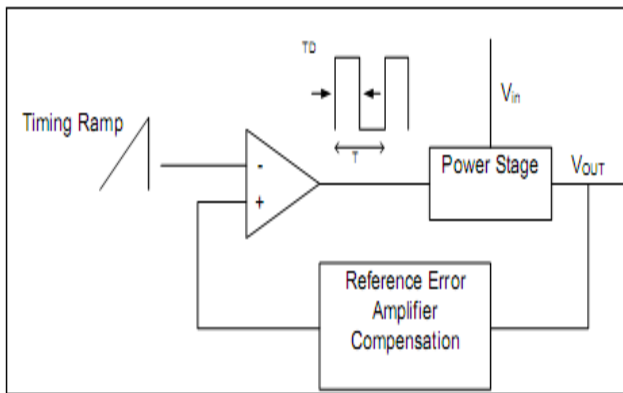 TD
Vin
Timing Ramp
T
-
+
Power Stage
VOUT
Reference Error
Amplifier
Compensation